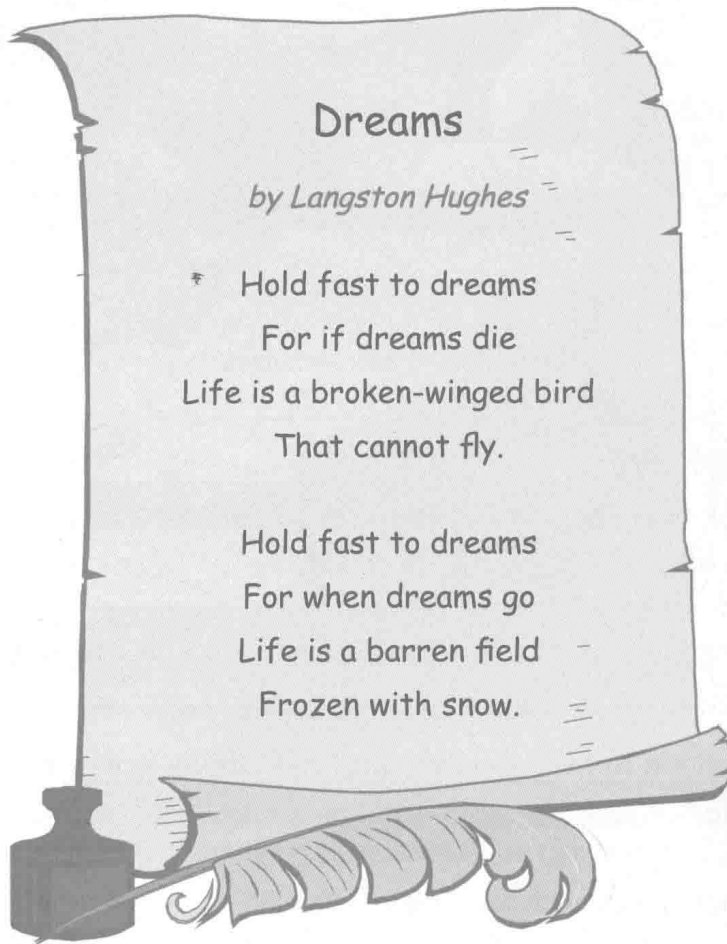 Dreams
by Langston Hughes
Hold fast to dreams
For if dreams die
Life is a broken-winged bird
That cannot fly.
Hold fast to dreams
For when dreams go
Life is a barren field
Frozen with snow.